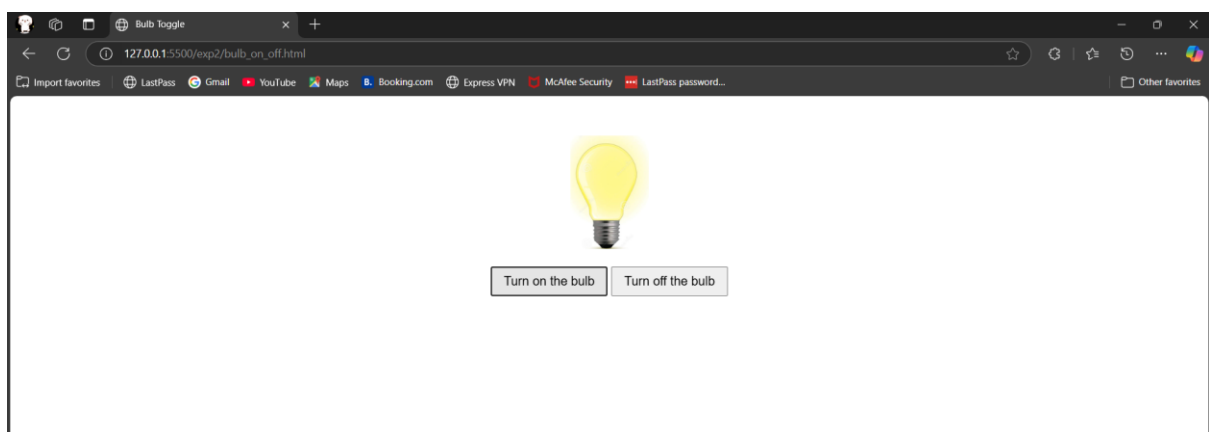 Bulb Toggle
127.0.0.1:5500/exp2/bulb_on_off.html
Import favorites LastPass Gmail YouTube Maps B. Booking.com Express VPN McAfee Security LastPass password... Other favorites
Turn on the bulb Turn off the bulb